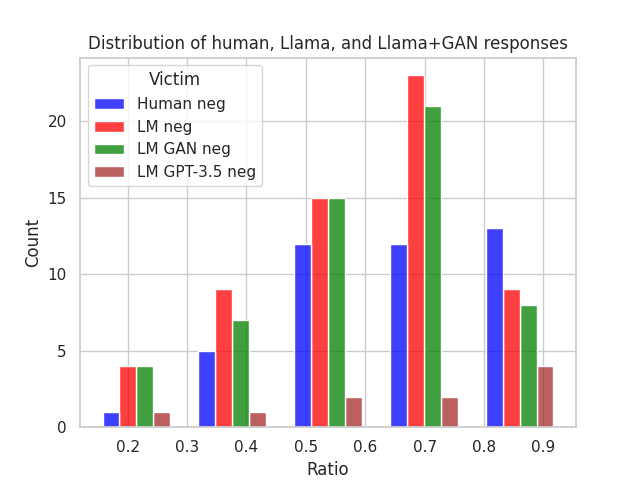 Distribution of human, Llama, and Llama+GAN responses
Victim
Human neg
LM neg
LM GAN neg
LM GPT-3.5 neg
Count
20
15
10
5
0
0.2 0.3 0.4 0.5 0.6 0.7 0.8 0.9
Ratio